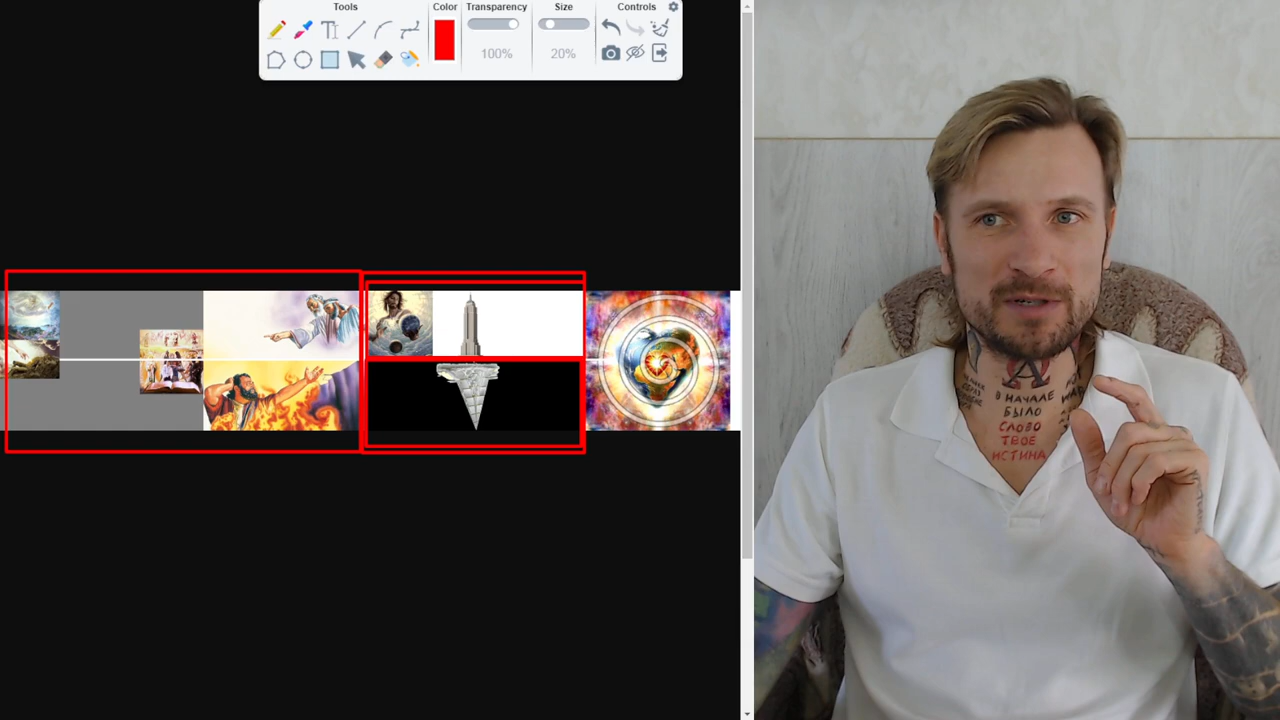 Tools
Color
Transparency
Size
Controls
100%
20%
В НАЧАЛЕ
БЫЛО
СЛОВО
ТВОЕ
ИСТИНА